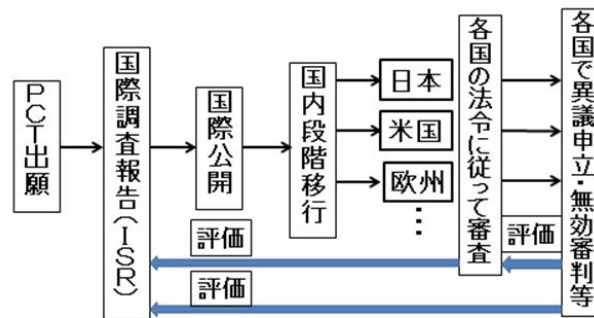 PCT出願
国際調査報告(ISR)
国際公開
国内段階移行
日本
米国
欧州
⋮
各国の法令に従って審査
各国で異議申立・無効審判等
評価
評価
評価